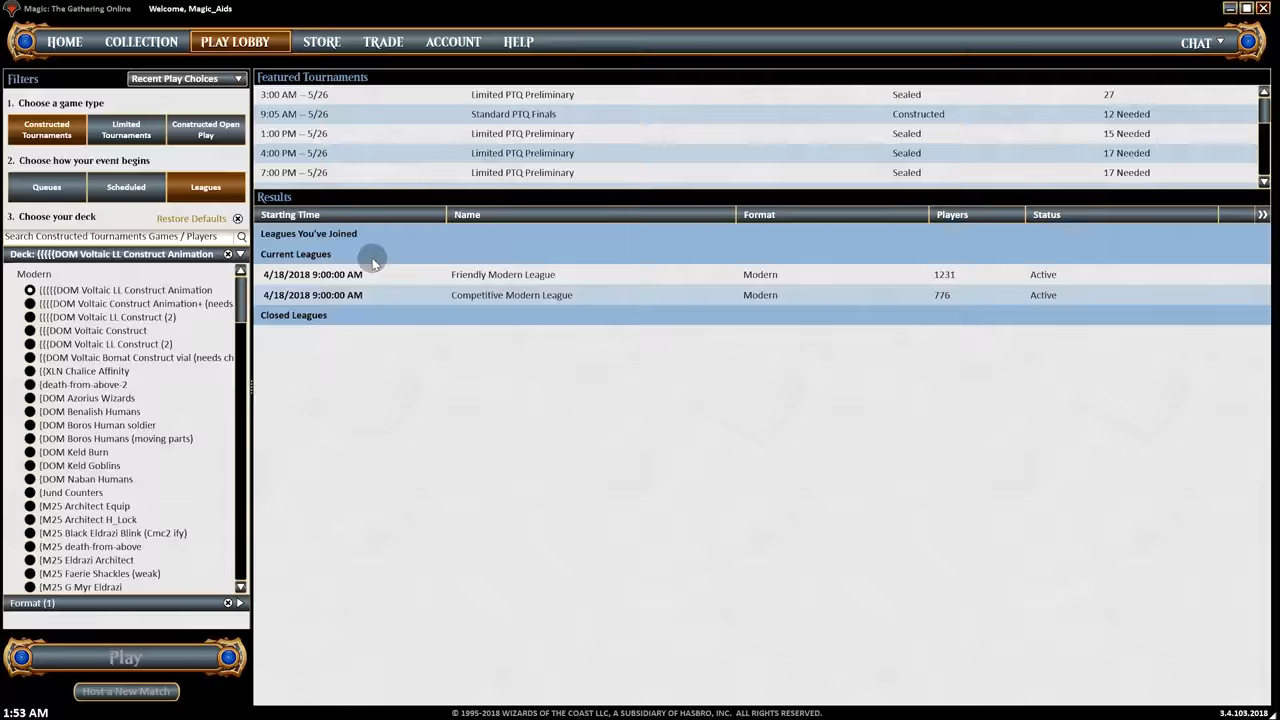 Magic: The Gathering Online Welcome, Magic_Aids
HOME COLLECTION PLAY LOBBY STORE TRADE ACCOUNT HELP CHAT
Filters Recent Play Choices
1. Choose a game type
Constructed Tournaments Limited Tournaments Constructed Open Play
2. Choose how your event begins
Queues Scheduled Leagues
3. Choose your deck Restore Defaults
Search Constructed Tournaments Games / Players
Deck: {{{{{DOM Voltaic LL Construct Animation
Modern
{{{{{DOM Voltaic LL Construct Animation
{{{{DOM Voltaic Construct Animation+ (needs
{{{{DOM Voltaic LL Construct (2)
{{{DOM Voltaic Construct
{{{DOM Voltaic LL Construct (2)
{{DOM Voltaic Bomat Construct vial (needs ch
{{XLN Chalice Affinity
{death-from-above-2
{DOM Azorius Wizards
{DOM Benalish Humans
{DOM Boros Human soldier
{DOM Boros Humans (moving parts)
{DOM Keld Burn
{DOM Keld Goblins
{DOM Naban Humans
{Jund Counters
{M25 Architect Equip
{M25 Architect H_Lock
{M25 Black Eldrazi Blink (Cmc2 ify)
{M25 death-from-above
{M25 Eldrazi Architect
{M25 Faerie Shackles (weak)
{M25 G Myr Eldrazi
Format (1)
Play
Host a New Match
1:53 AM
Featured Tournaments
3:00 AM — 5/26 Limited PTQ Preliminary Sealed 27
9:05 AM — 5/26 Standard PTQ Finals Constructed 12 Needed
1:00 PM — 5/26 Limited PTQ Preliminary Sealed 15 Needed
4:00 PM — 5/26 Limited PTQ Preliminary Sealed 17 Needed
7:00 PM — 5/26 Limited PTQ Preliminary Sealed 17 Needed
Results
Starting Time Name Format Players Status
Leagues You've Joined
Current Leagues
4/18/2018 9:00:00 AM Friendly Modern League Modern 1231 Active
4/18/2018 9:00:00 AM Competitive Modern League Modern 776 Active
Closed Leagues
© 1995-2018 WIZARDS OF THE COAST LLC, A SUBSIDIARY OF HASBRO, INC. ALL RIGHTS RESERVED. 3.4.103.2018